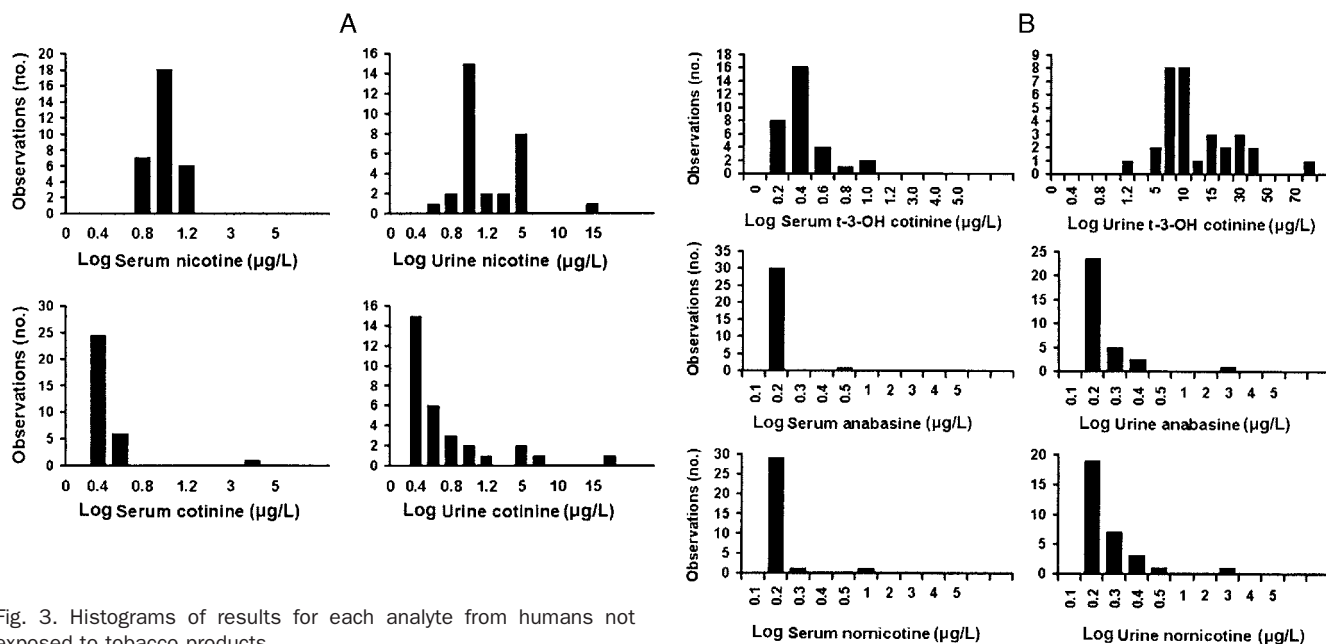 A
Observations (no.)
20
18
16
14
12
10
8
6
4
2
0
0 0.4 0.8 1.2 3 5
Log Serum nicotine (µg/L)
16
14
12
10
8
6
4
2
0
0 0.4 0.8 1.2 5 10 15
Log Urine nicotine (µg/L)
Observations (no.)
30
25
20
15
10
5
0
0 0.4 0.8 1.2 3 5
Log Serum cotinine (µg/L)
16
14
12
10
8
6
4
2
0
0 0.4 0.8 1.2 5 10 15
Log Urine cotinine (µg/L)
Fig. 3. Histograms of results for each analyte from humans not
exposed to tobacco products
B
Observations (no.)
18
16
14
12
10
8
6
4
2
0
0 0.2 0.4 0.6 0.8 1.0 3.0 4.0 5.0
Log Serum t-3-OH cotinine (µg/L)
9
8
7
6
5
4
3
2
1
0
0 0.4 0.8 1.2 5 10 15 30 50 70
Log Urine t-3-OH cotinine (µg/L)
Observations (no.)
35
30
25
20
15
10
5
0
0.1 0.2 0.3 0.4 0.5 1 2 3 4 5
Log Serum anabasine (µg/L)
25
20
15
10
5
0
0.1 0.2 0.3 0.4 0.5 1 2 3 4 5
Log Urine anabasine (µg/L)
Observations (no.)
30
25
20
15
10
5
0
0.1 0.2 0.3 0.4 0.5 1 2 3 4 5
Log Serum nornicotine (µg/L)
20
15
10
5
0
0.1 0.2 0.3 0.4 0.5 1 2 3 4 5
Log Urine nornicotine (µg/L)